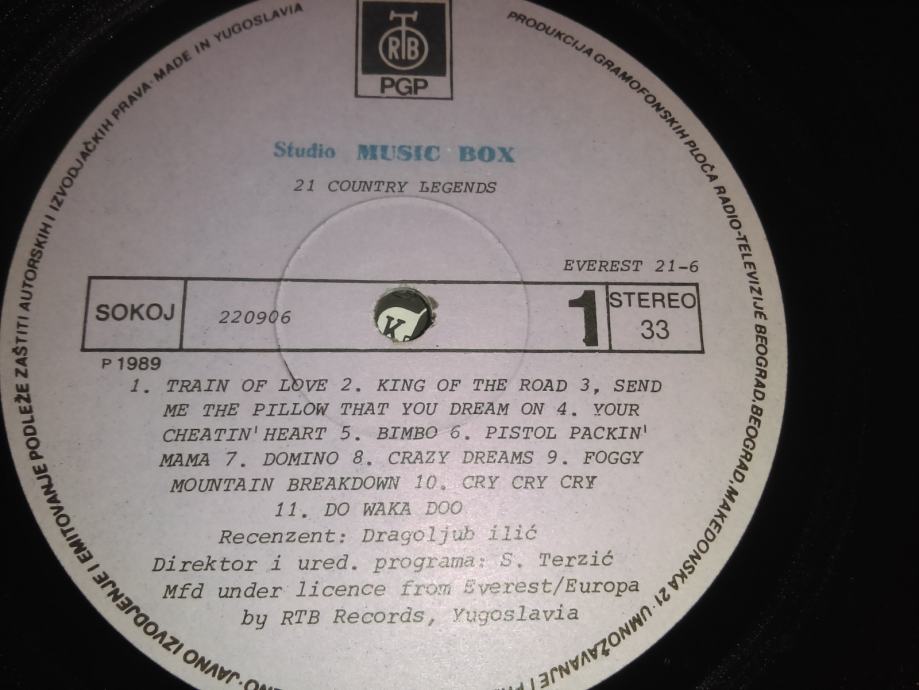 RTB
PGP
Studio MUSIC BOX
21 COUNTRY LEGENDS
EVEREST 21-6
SOKOJ
220906
1
STEREO
33
P 1989
1. TRAIN OF LOVE 2. KING OF THE ROAD 3, SEND
ME THE PILLOW THAT YOU DREAM ON 4. YOUR
CHEATIN'HEART 5. BIMBO 6. PISTOL PACKIN'
MAMA 7. DOMINO 8. CRAZY DREAMS 9. FOGGY
MOUNTAIN BREAKDOWN 10. CRY CRY CRY
11. DO WAKA DOO
Recenzent: Dragoljub ilić
Direktor i ured. programa: S. Terzić
Mfd under licence from Everest/Europa
by RTB Records, Yugoslavia
PRODUKCIJA GRAMOFONSKIH PLOČA RADIO-TELEVIZIJE BEOGRAD, BEOGRAD, MAKEDONSKA 21 · UMNOŽAVANJE I
JAVNO IZVODJENJE I EMITOVANJE PODLEŽE ZAŠTITI AUTORSKIH I IZVODJAČKIH PRAVA · MADE IN YUGOSLAVIA